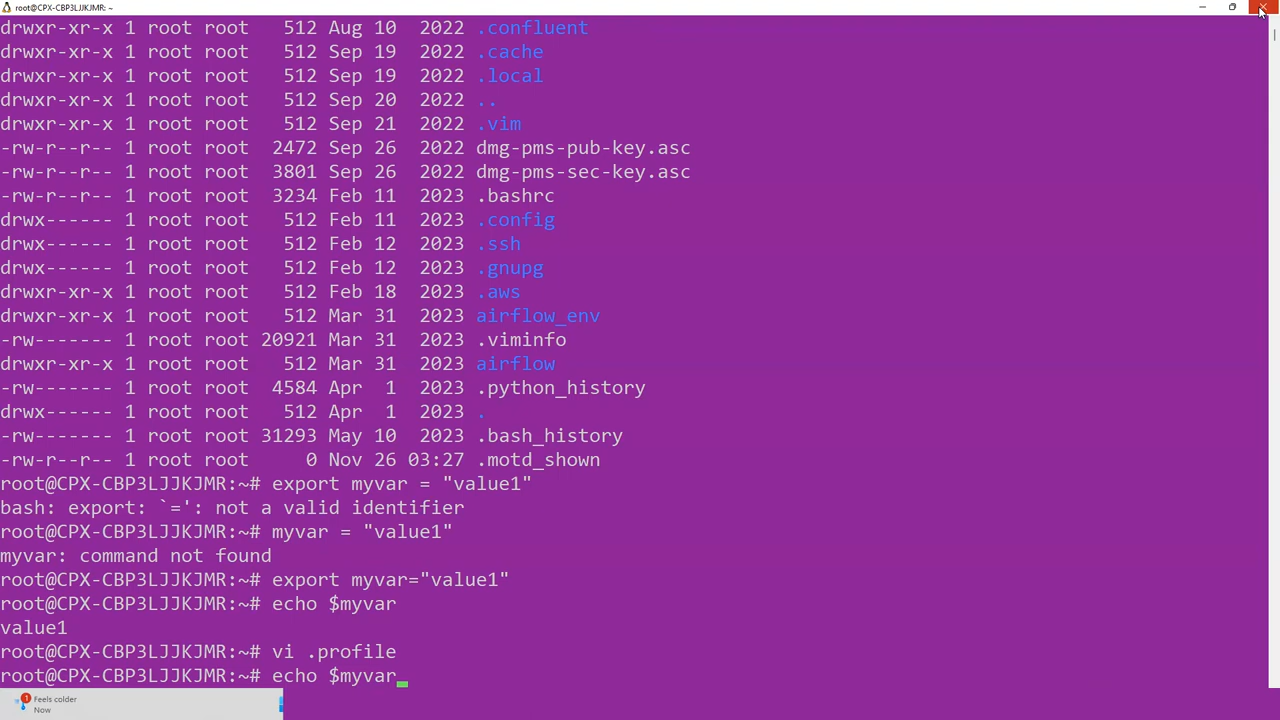 root@CPX-CBP3LJJKJMR: ~
drwxr-xr-x 1 root root   512 Aug 10  2022 .confluent
drwxr-xr-x 1 root root   512 Sep 19  2022 .cache
drwxr-xr-x 1 root root   512 Sep 19  2022 .local
drwxr-xr-x 1 root root   512 Sep 20  2022 ..
drwxr-xr-x 1 root root   512 Sep 21  2022 .vim
-rw-r--r-- 1 root root  2472 Sep 26  2022 dmg-pms-pub-key.asc
-rw-r--r-- 1 root root  3801 Sep 26  2022 dmg-pms-sec-key.asc
-rw-r--r-- 1 root root  3234 Feb 11  2023 .bashrc
drwx------ 1 root root   512 Feb 11  2023 .config
drwx------ 1 root root   512 Feb 12  2023 .ssh
drwx------ 1 root root   512 Feb 12  2023 .gnupg
drwxr-xr-x 1 root root   512 Feb 18  2023 .aws
drwxr-xr-x 1 root root   512 Mar 31  2023 airflow_env
-rw------- 1 root root 20921 Mar 31  2023 .viminfo
drwxr-xr-x 1 root root   512 Mar 31  2023 airflow
-rw------- 1 root root  4584 Apr  1  2023 .python_history
drwx------ 1 root root   512 Apr  1  2023 .
-rw------- 1 root root 31293 May 10  2023 .bash_history
-rw-r--r-- 1 root root     0 Nov 26 03:27 .motd_shown
root@CPX-CBP3LJJKJMR:~# export myvar = "value1"
bash: export: `=': not a valid identifier
root@CPX-CBP3LJJKJMR:~# myvar = "value1"
myvar: command not found
root@CPX-CBP3LJJKJMR:~# export myvar="value1"
root@CPX-CBP3LJJKJMR:~# echo $myvar
value1
root@CPX-CBP3LJJKJMR:~# vi .profile
root@CPX-CBP3LJJKJMR:~# echo $myvar
1
Feels colder
Now